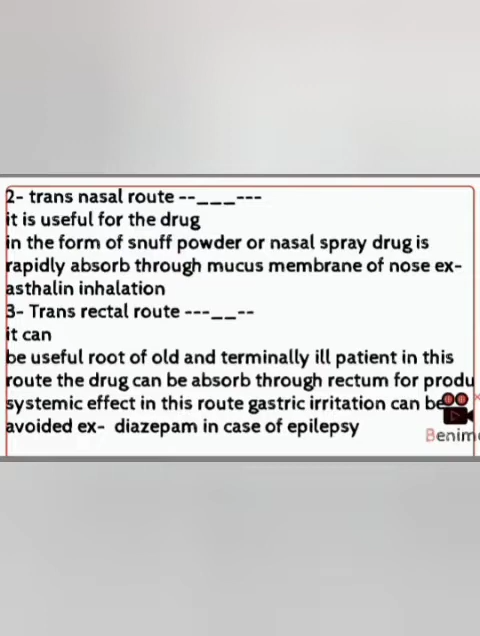 2- trans nasal route --___---
it is useful for the drug
in the form of snuff powder or nasal spray drug is
rapidly absorb through mucus membrane of nose ex-
asthalin inhalation
3- Trans rectal route ---__--
it can
be useful root of old and terminally ill patient in this
route the drug can be absorb through rectum for produ
systemic effect in this route gastric irritation can be
avoided ex- diazepam in case of epilepsy
Benim